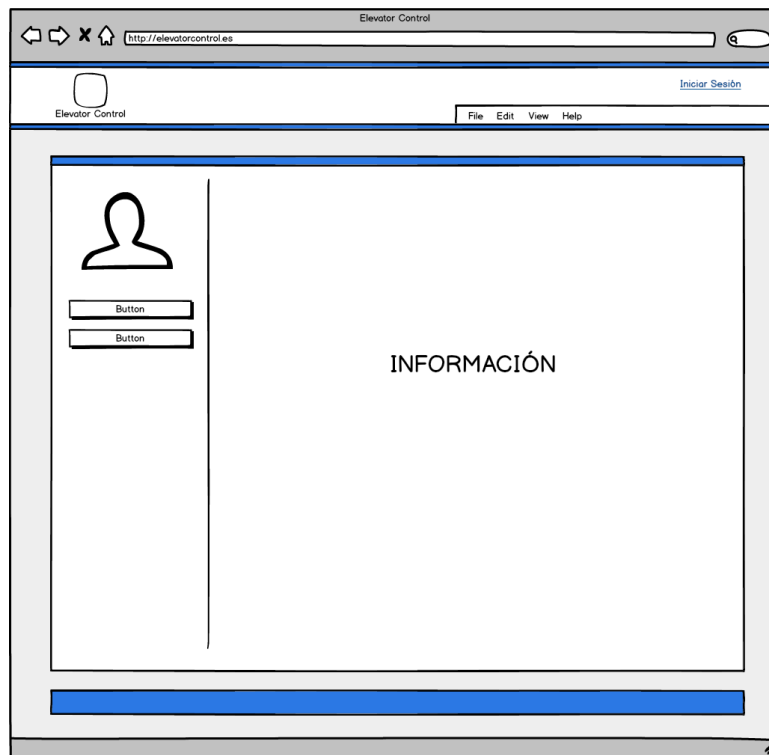 Elevator Control
http://elevatorcontrol.es
Iniciar Sesión
Elevator Control
File Edit View Help
Button
Button
INFORMACIÓN